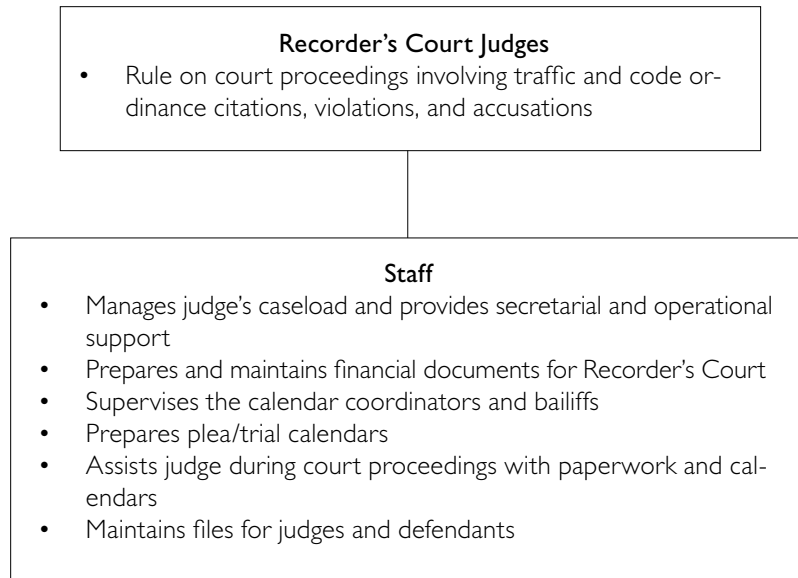 Recorder’s Court Judges
• Rule on court proceedings involving traffic and code or-
dinance citations, violations, and accusations
Staff
• Manages judge’s caseload and provides secretarial and operational
support
• Prepares and maintains financial documents for Recorder’s Court
• Supervises the calendar coordinators and bailiffs
• Prepares plea/trial calendars
• Assists judge during court proceedings with paperwork and cal-
endars
• Maintains files for judges and defendants